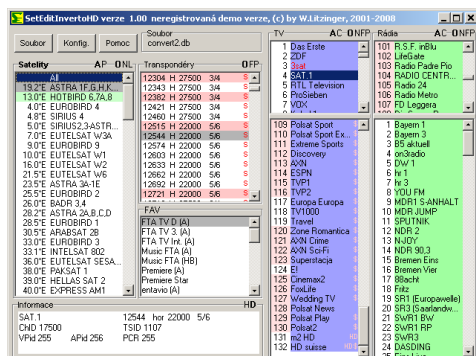 SetEditInvertoHD verze 1.00 neregistrovaná demo verze, (c) by W.Litzinger, 2001-2008
Soubor
Konfig.
Pomoc
Soubor
convert2.db
Satelity AP ONL
All
19.2°E ASTRA 1F,G,H,K...
13.0°E HOTBIRD 6,7A,8
4.0°E EUROBIRD 4
4.8°E SIRIUS 4
5.0°E SIRIUS2,3-ASTR...
7.0°E EUTELSAT W3A
9.0°E EUROBIRD 9
10.0°E EUTELSAT W1
16.0°E EUTELSAT W2
21.5°E EUTELSAT W6
23.5°E ASTRA 3A-1E
25.5°E EUROBIRD 2
26.0°E BADR 3,4
28.2°E ASTRA 2A,B,C,D
28.5°E EUROBIRD 1
30.5°E ARABSAT 2B
33.0°E EUROBIRD 3
33.1°E INTELSAT 802
36.0°E EUTELSAT SESA...
38.0°E PAKSAT 1
39.0°E HELLAS SAT 2
40.0°E EXPRESS AM1
Transpondéry OFP
12304 H 27500 3/4 S
12343 H 27500 3/4 S
12382 H 27500 3/4 S
12421 H 27500 3/4 S
12460 H 27500 3/4 S
12515 H 22000 5/6 S
12544 H 22000 5/6 S
12574 H 22000 5/6 S
12603 H 22000 5/6 S
12633 H 22000 5/6 S
12662 H 22000 5/6 S
12692 H 22000 5/6 S
12721 H 22000 5/6 S
FAV
FTA TV D (A)
FTA TV 3. (A)
FTA TV Int. (A)
Music FTA (A)
Music FTA (HB)
Premiere (A)
Premiere Star
entavio (A)
Informace HD
SAT.1 12544 hor 22000 5/6
ChID 17500 TSID 1107
VPid 255 APid 256 PCR 255
TV AC ONFP
1 Das Erste
2 ZDF
3 3sat
4 SAT.1
5 RTL Television
6 ProSieben
7 VOX
109 Polsat Sport
110 Polsat Sport Ex...
111 Extreme Sports
112 Discovery
113 AXN
114 ESPN
115 TVP1
116 TVP2
117 Europa Europa
118 TV1000
119 Travel
120 Zone Romantica
121 AXN Crime
122 AXN Sci-Fi
123 Superstacja
124 E!
125 Cinemax2
126 FoxLife
127 Wedding TV
128 Polsat News
129 Polsat Play
130 Polsat2
131 m2 HD
132 HD suisse
Rádia AC ONFP
101 R.S.F. inBlu
102 LifeGate
103 Radio Padre Pio
104 RADIO CENTR...
105 Radio 24
106 Radio Metro
107 FD Leggera
1 Bayern 1
2 Bayern 3
3 B5 aktuell
4 on3radio
5 DW 1
6 hr 1
7 hr 3
8 YOU FM
9 MDR1 S-ANHALT
10 MDR JUMP
11 SPUTNIK
12 NDR 2
13 N-JOY
14 NDR 90,3
15 Bremen Eins
16 Bremen Vier
17 88acht
18 Fritz
19 SR1 (Europawelle)
20 SR3 (Saarlandw...
21 SWR1 BW
22 SWR1 RP
23 SWR3
24 DASDING